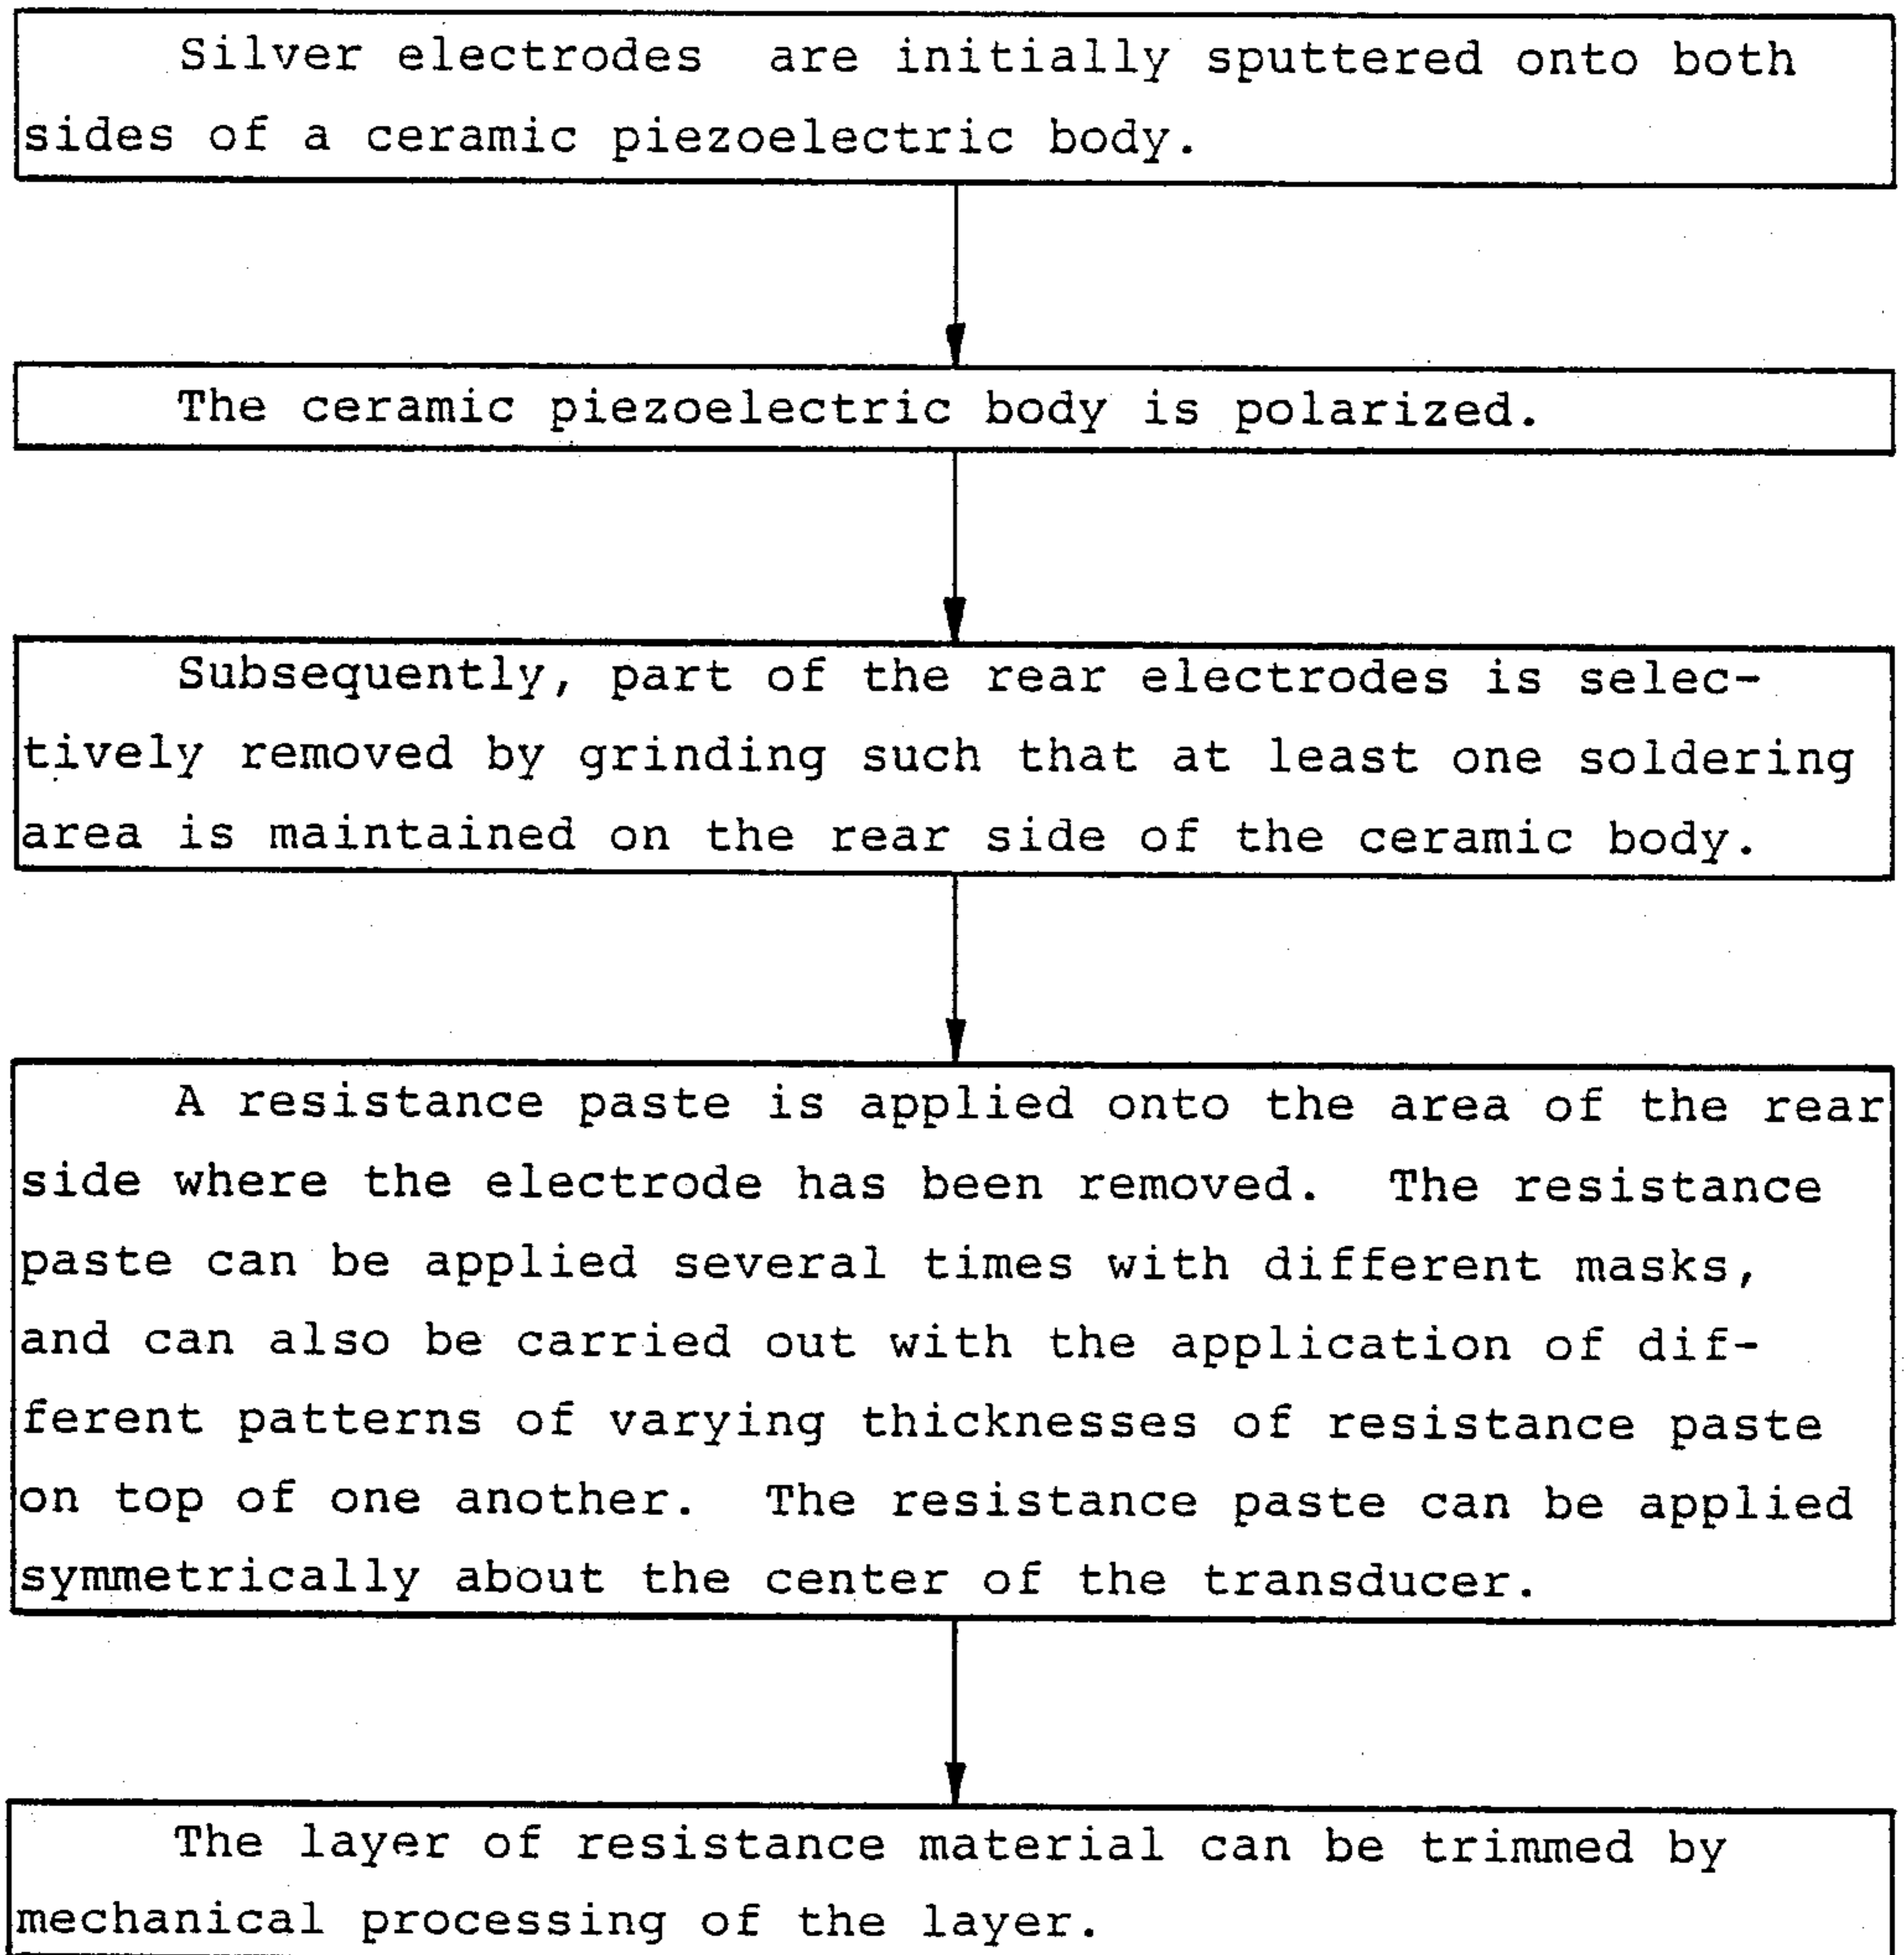 Silver electrodes are initially sputtered onto both
sides of a ceramic piezoelectric body.
The ceramic piezoelectric body is polarized.
Subsequently, part of the rear electrodes is selec-
tively removed by grinding such that at least one soldering
area is maintained on the rear side of the ceramic body.
A resistance paste is applied onto the area of the rear
side where the electrode has been removed. The resistance
paste can be applied several times with different masks,
and can also be carried out with the application of dif-
ferent patterns of varying thicknesses of resistance paste
on top of one another. The resistance paste can be applied
symmetrically about the center of the transducer.
The layer of resistance material can be trimmed by
mechanical processing of the layer.